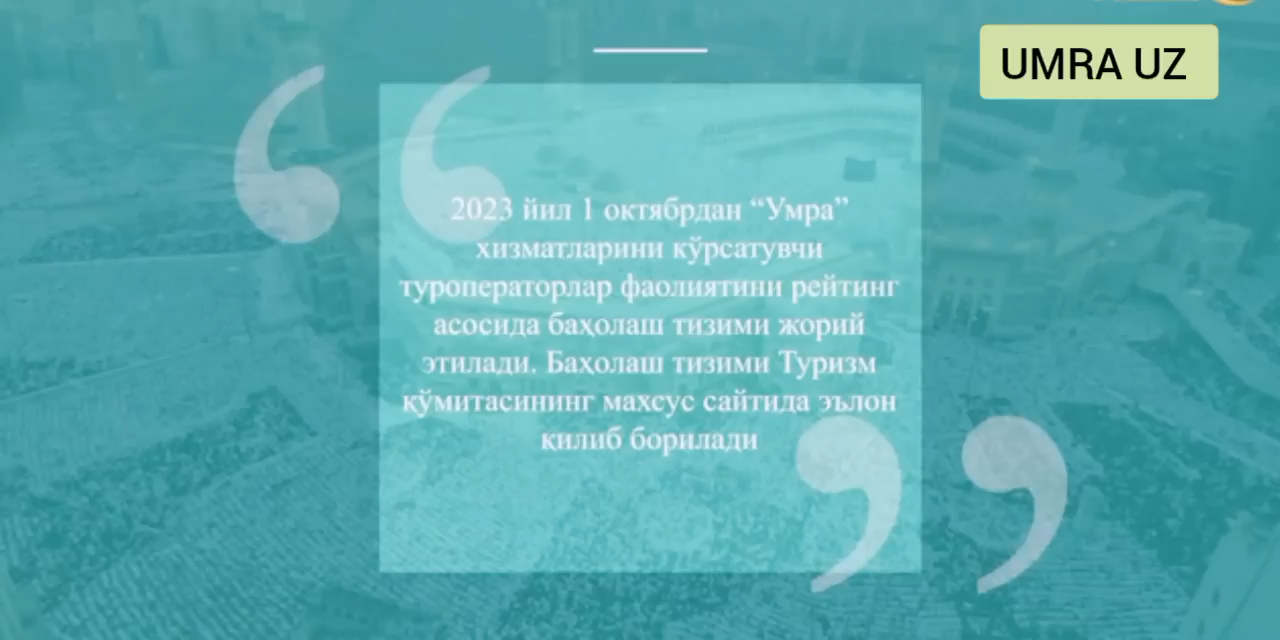 UMRA UZ
2023 йил 1 октябрдан “Умра”
хизматларини кўрсатувчи
туроператорлар фаолиятини рейтинг
асосида баҳолаш тизими жорий
этилади. Баҳолаш тизими Туризм
қўмитасининг махсус сайтида эълон
қилиб борилади